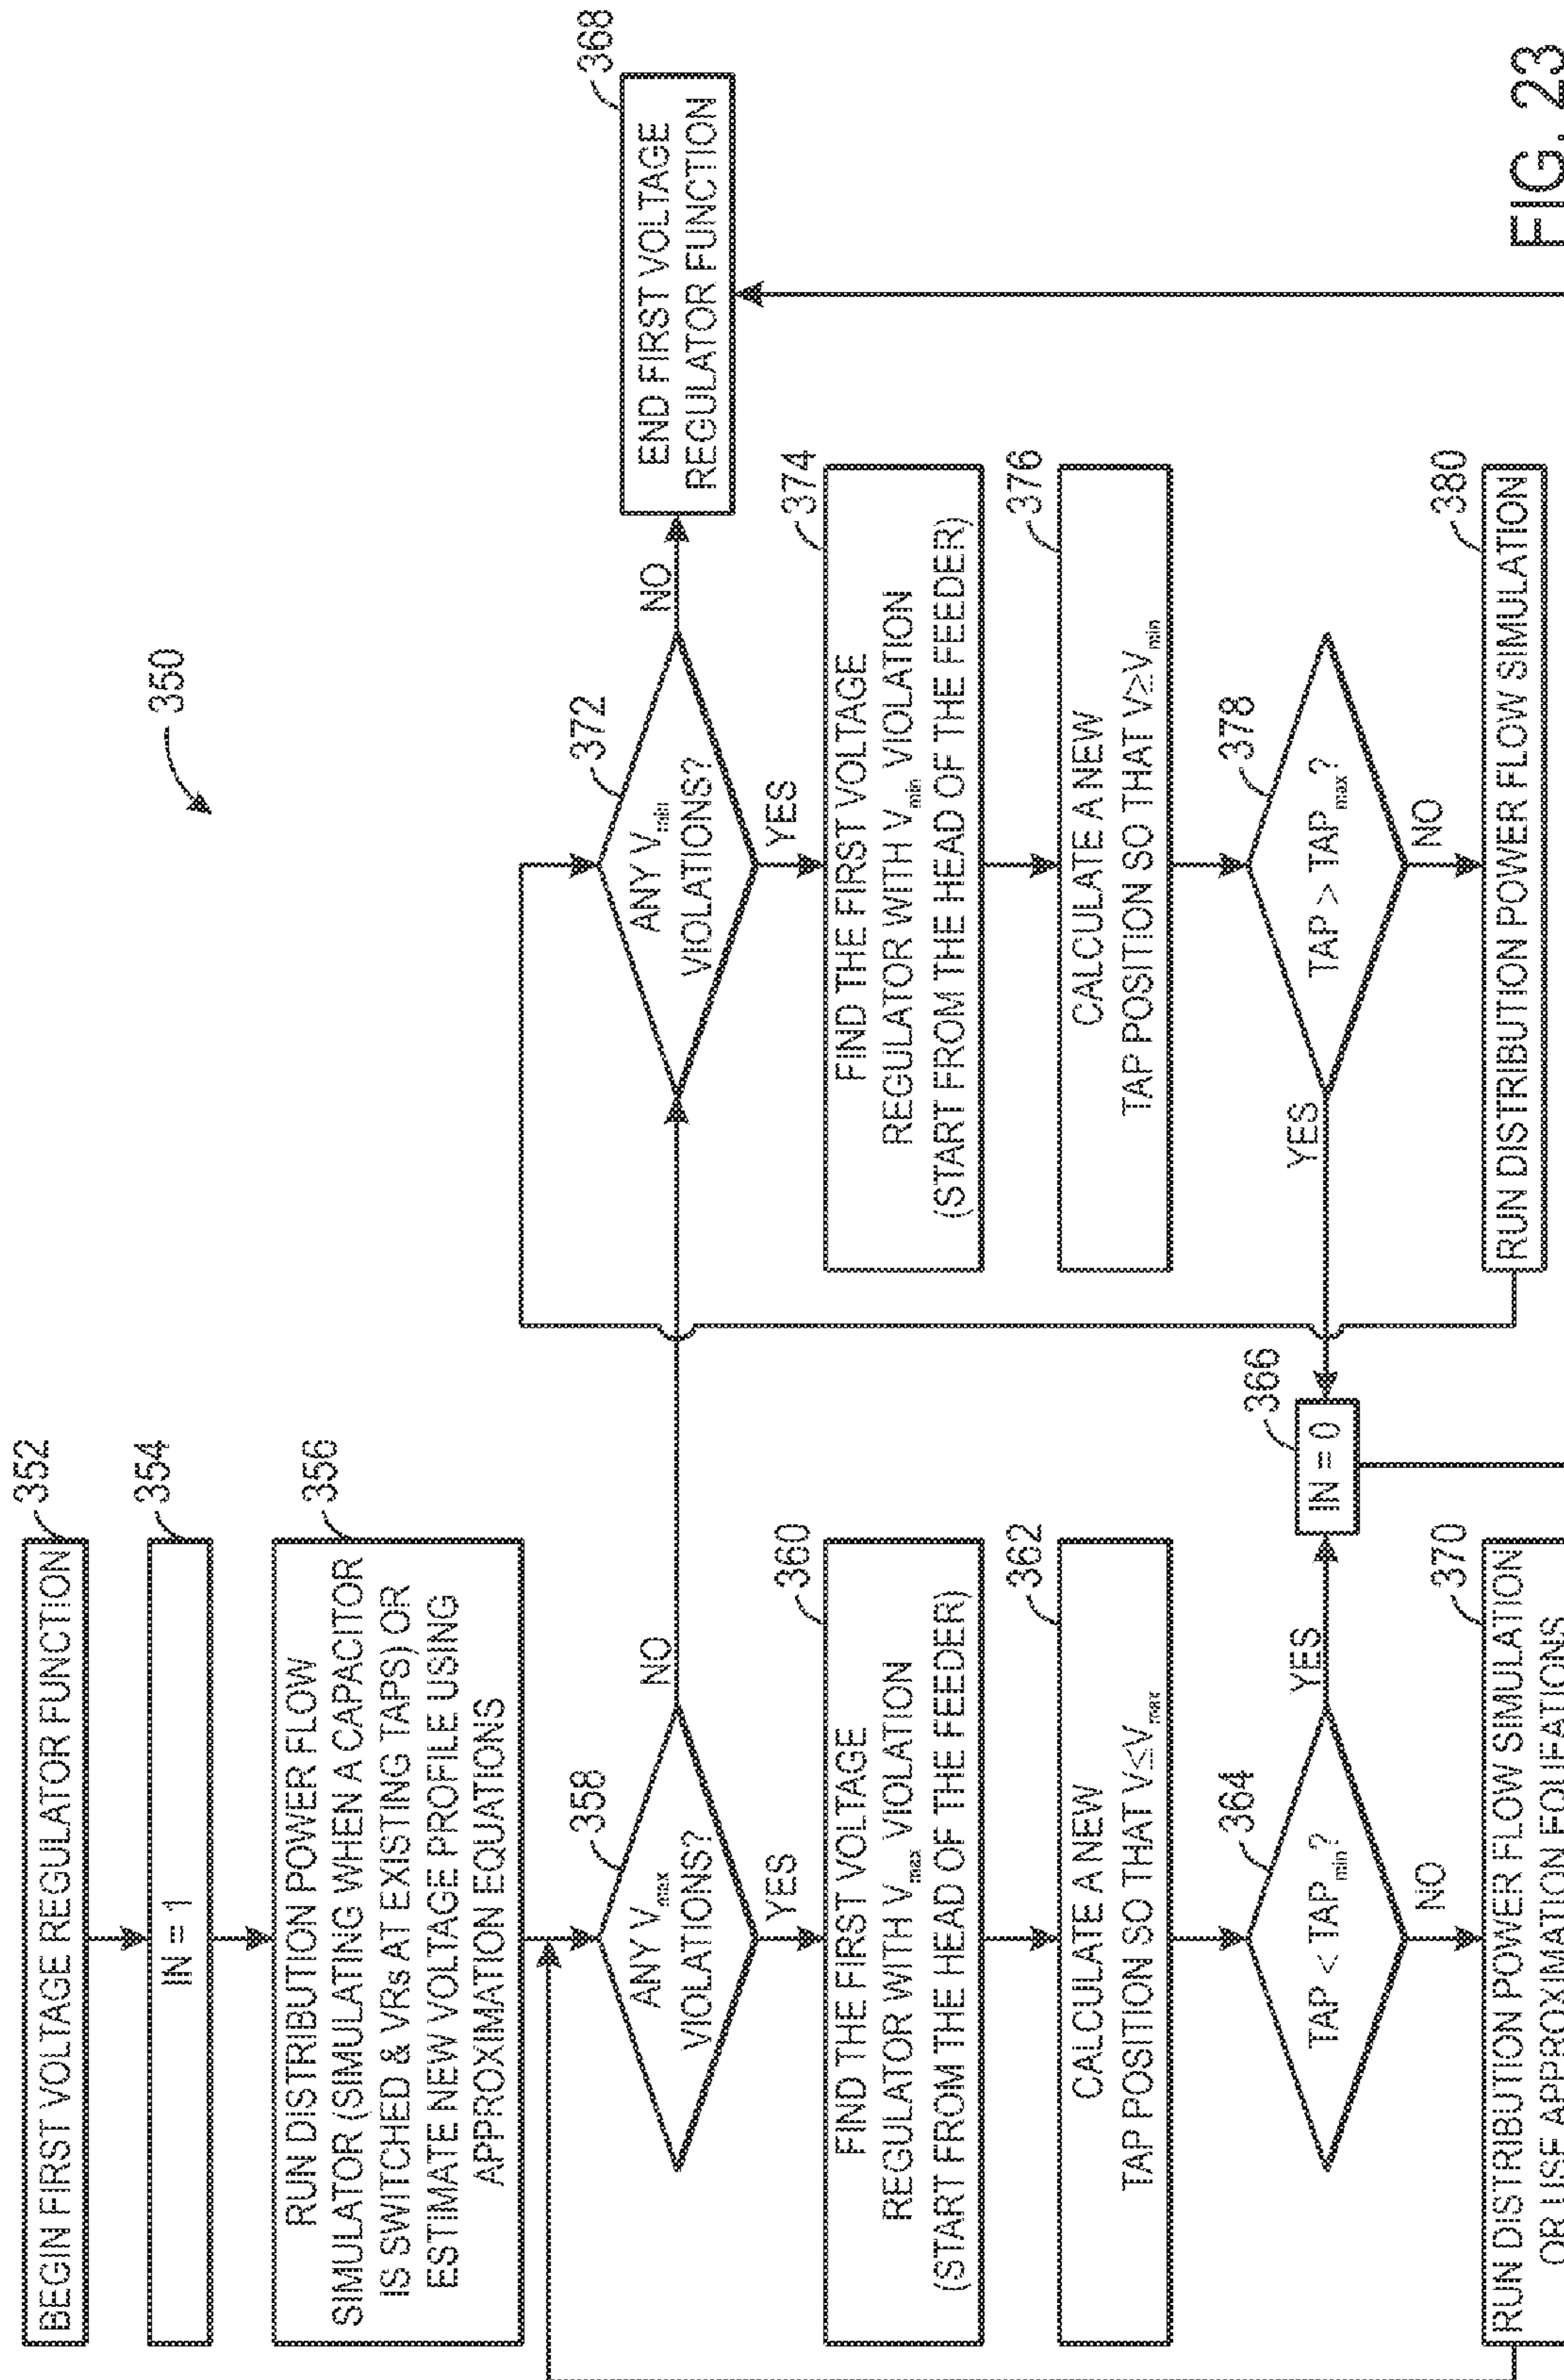 350
352
BEGIN FIRST VOLTAGE REGULATOR FUNCTION
354
IN = 1
356
RUN DISTRIBUTION POWER FLOW
SIMULATOR (SIMULATING WHEN A CAPACITOR
IS SWITCHED & VRs AT EXISTING TAPS) OR
ESTIMATE NEW VOLTAGE PROFILE USING
APPROXIMATION EQUATIONS
358
ANY Vmax
VIOLATIONS?
NO
YES
360
FIND THE FIRST VOLTAGE
REGULATOR WITH Vmax VIOLATION
(START FROM THE HEAD OF THE FEEDER)
362
CALCULATE A NEW
TAP POSITION SO THAT V≤Vmax
364
TAP < TAPmin?
YES
NO
366
IN = 0
370
RUN DISTRIBUTION POWER FLOW SIMULATION
OR USE APPROXIMATION EQUATIONS
372
ANY Vmin
VIOLATIONS?
NO
YES
368
END FIRST VOLTAGE
REGULATOR FUNCTION
374
FIND THE FIRST VOLTAGE
REGULATOR WITH Vmin VIOLATION
(START FROM THE HEAD OF THE FEEDER)
376
CALCULATE A NEW
TAP POSITION SO THAT V≥Vmin
378
TAP > TAPmax?
YES
NO
380
RUN DISTRIBUTION POWER FLOW SIMULATION
FIG. 23